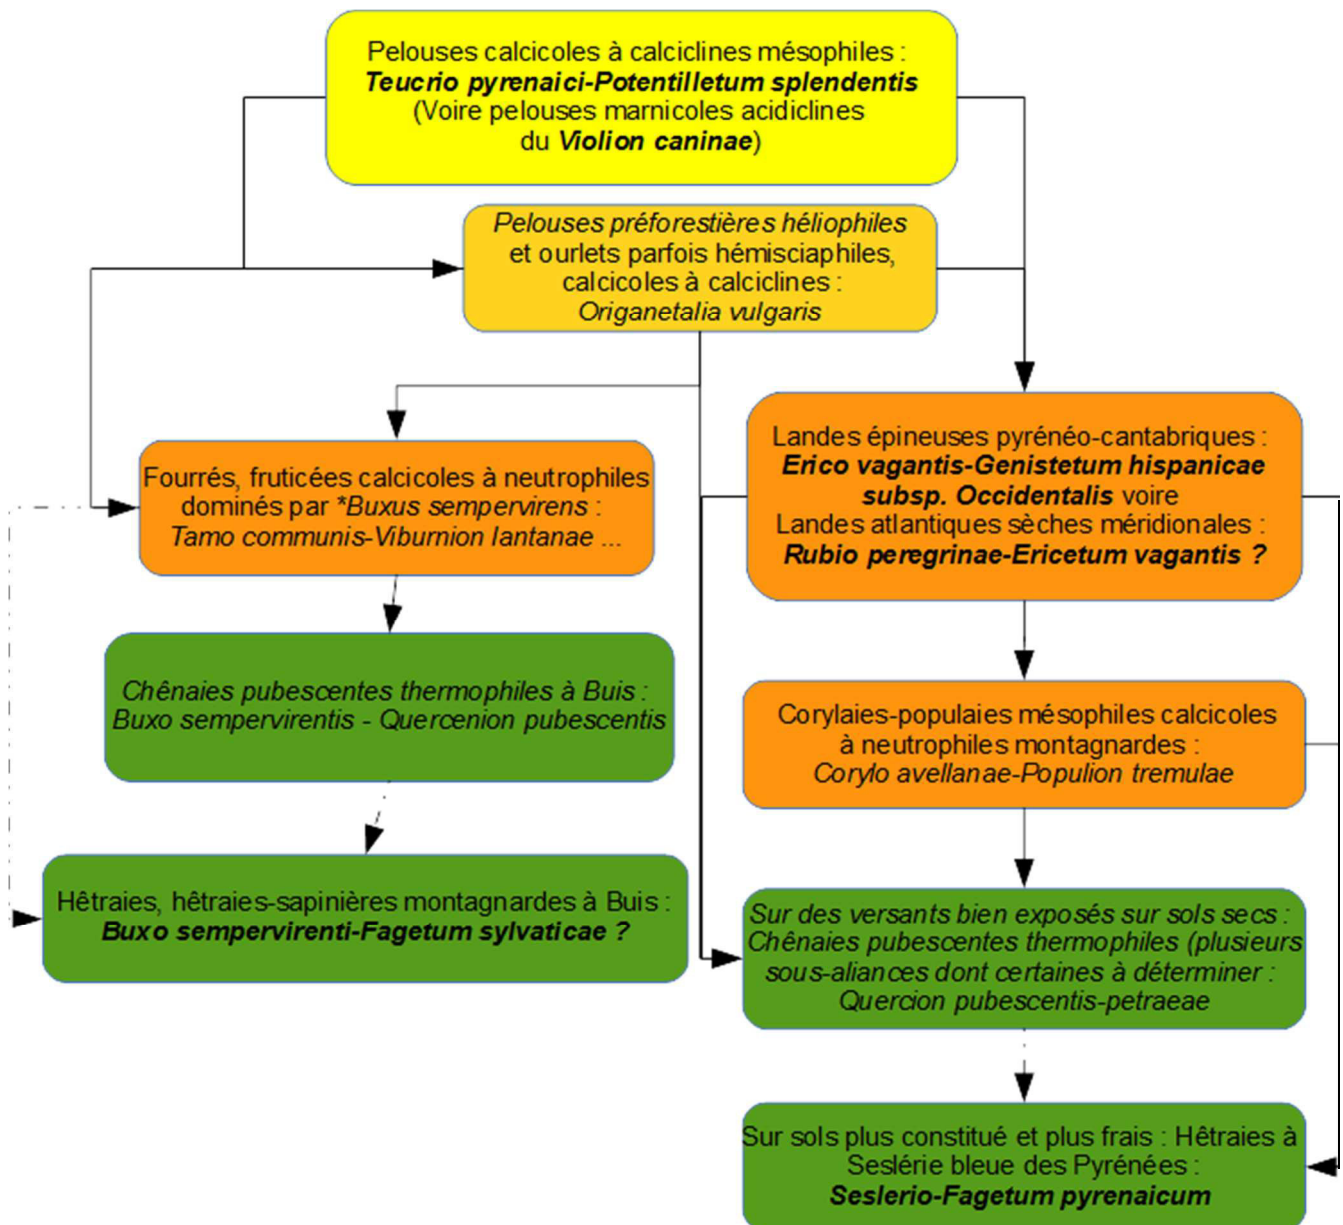 Pelouses calcicoles à calciclines mésophiles :
Teucrio pyrenaici-Potentilletum splendentis
(Voire pelouses marnicoles acidiclines
du Violion caninae)
Pelouses préforestières héliophiles
et ourlets parfois hémisciaphiles,
calcicoles à calciclines :
Origanetalia vulgaris
Fourrés, fruticées calcicoles à neutrophiles
dominés par *Buxus sempervirens :
Tamo communis-Viburnion lantanae ...
Chênaies pubescentes thermophiles à Buis :
Buxo sempervirentis - Quercenion pubescentis
Hêtraies, hêtraies-sapinières montagnardes à Buis :
Buxo sempervirenti-Fagetum sylvaticae ?
Landes épineuses pyrénéo-cantabriques :
Erico vagantis-Genistetum hispanicae
subsp. Occidentalis voire
Landes atlantiques sèches méridionales :
Rubio peregrinae-Ericetum vagantis ?
Corylaies-populaies mésophiles calcicoles
à neutrophiles montagnardes :
Corylo avellanae-Populion tremulae
Sur des versants bien exposés sur sols secs :
Chênaies pubescentes thermophiles (plusieurs
sous-aliances dont certaines à déterminer :
Quercion pubescentis-petraeae
Sur sols plus constitué et plus frais : Hêtraies à
Seslérie bleue des Pyrénées :
Seslerio-Fagetum pyrenaicum